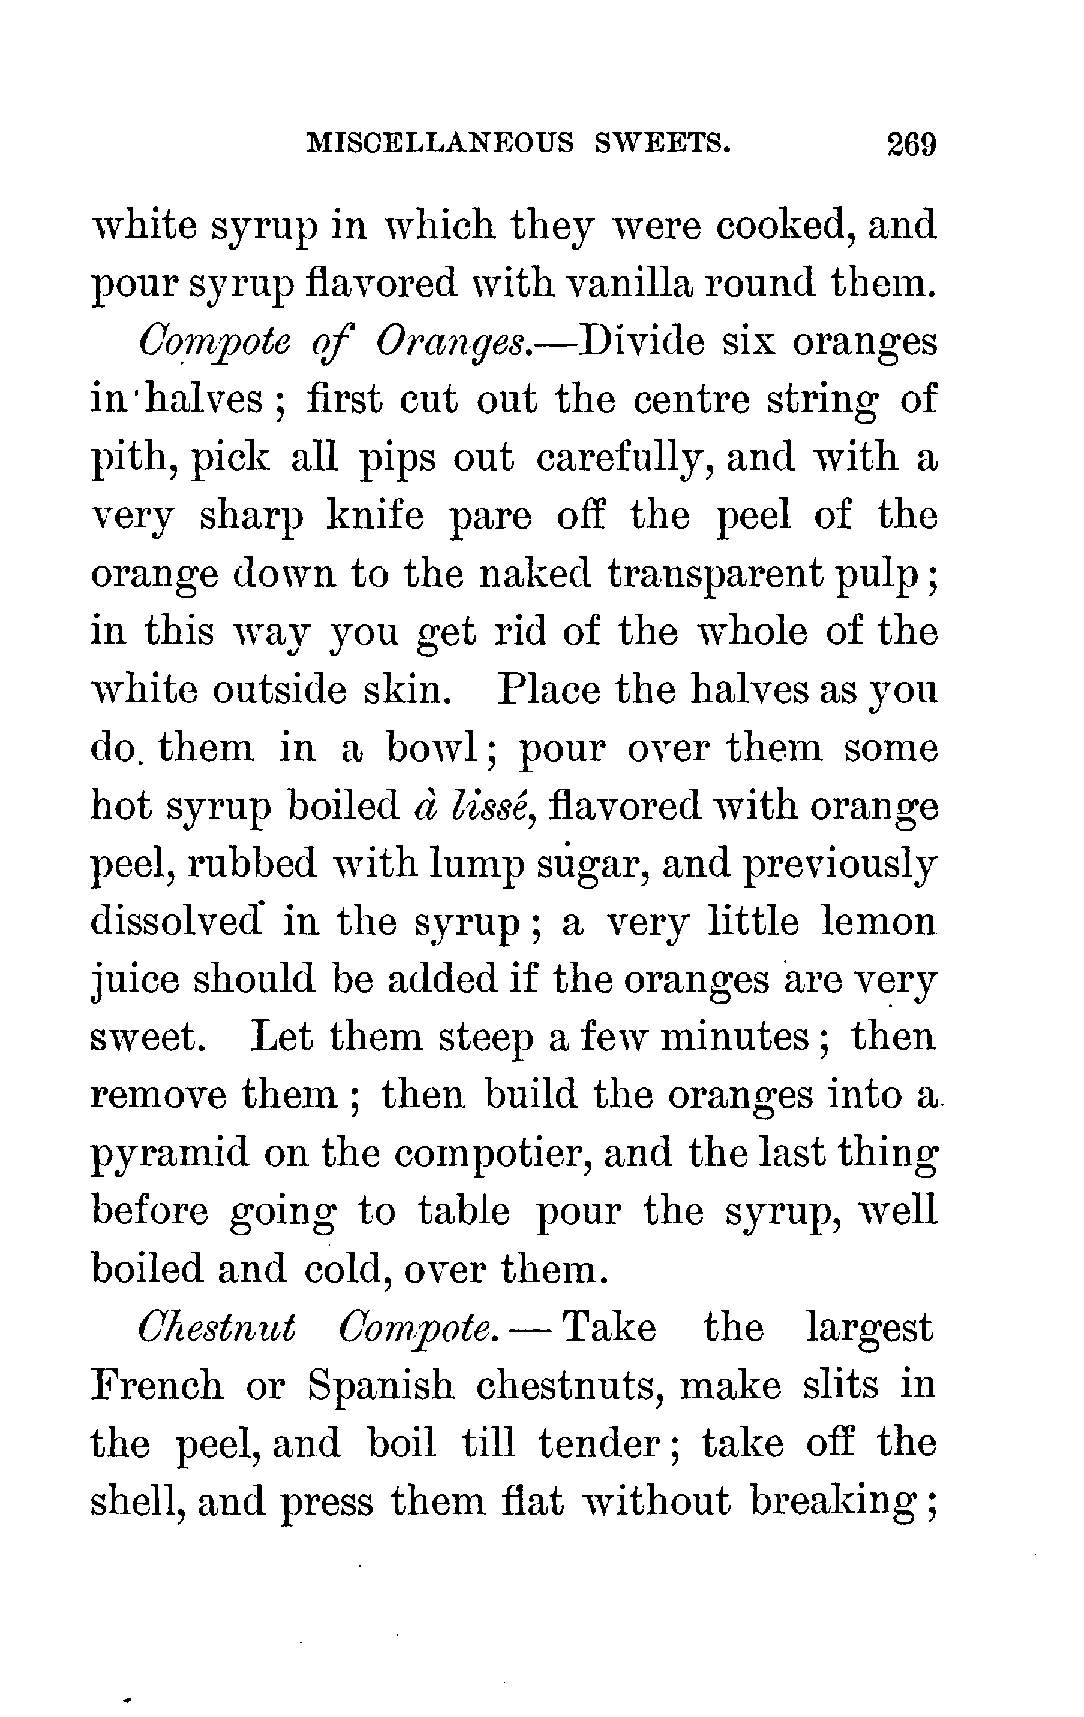 MISCELLANEOUS SWEETS. 269
white syrup in which they were cooked, and
pour syrup flavored with vanilla round them.
Compote of Oranges.—Divide six oranges
in halves ; first cut out the centre string of
pith, pick all pips out carefully, and with a
very sharp knife pare off the peel of the
orange down to the naked transparent pulp ;
in this way you get rid of the whole of the
white outside skin. Place the halves as you
do them in a bowl ; pour over them some
hot syrup boiled à lissé, flavored with orange
peel, rubbed with lump sugar, and previously
dissolved in the syrup ; a very little lemon
juice should be added if the oranges are very
sweet. Let them steep a few minutes ; then
remove them ; then build the oranges into a
pyramid on the compotier, and the last thing
before going to table pour the syrup, well
boiled and cold, over them.
Chestnut Compote. — Take the largest
French or Spanish chestnuts, make slits in
the peel, and boil till tender ; take off the
shell, and press them flat without breaking ;